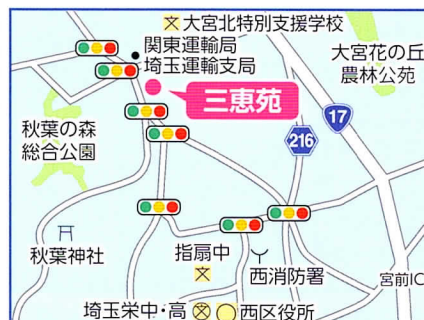 大宮北特別支援学校
関東運輸局
埼玉運輸支局
大宮花の丘
農林公苑
三恵苑
17
216
秋葉の森
総合公園
秋葉神社
指扇中
西消防署
宮前IC
埼玉栄中・高
西区役所